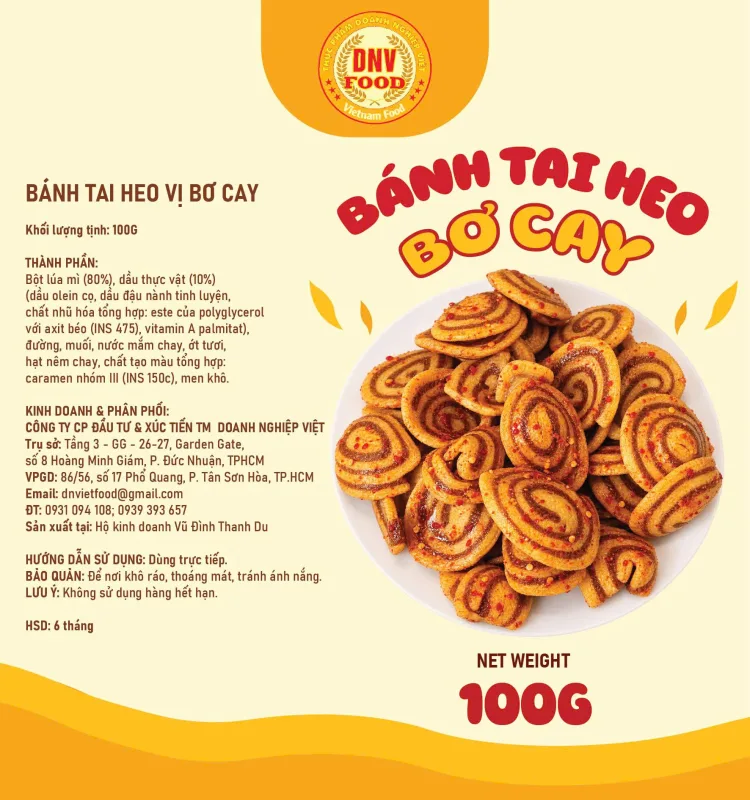 THỰC PHẨM DOANH NGHIỆP VIỆT
DNV
FOOD
Vietnam Food
BÁNH TAI HEO
BƠ CAY
BÁNH TAI HEO VỊ BƠ CAY
Khối lượng tịnh: 100G
THÀNH PHẦN:
Bột lúa mì (80%), dầu thực vật (10%)
(dầu olein cọ, dầu đậu nành tinh luyện,
chất nhũ hóa tổng hợp: este của polyglycerol
với axit béo (INS 475), vitamin A palmitat),
đường, muối, nước mắm chay, ớt tươi,
hạt nêm chay, chất tạo màu tổng hợp:
caramen nhóm III (INS 150c), men khô.
KINH DOANH & PHÂN PHỐI:
CÔNG TY CP ĐẦU TƯ & XÚC TIẾN TM DOANH NGHIỆP VIỆT
Trụ sở: Tầng 3 - GG - 26-27, Garden Gate,
số 8 Hoàng Minh Giám, P. Đức Nhuận, TPHCM
VPGD: 86/56, số 17 Phổ Quang, P. Tân Sơn Hòa, TP.HCM
Email: dnvietfood@gmail.com
ĐT: 0931 094 108; 0939 393 657
Sản xuất tại: Hộ kinh doanh Vũ Đình Thanh Du
HƯỚNG DẪN SỬ DỤNG: Dùng trực tiếp.
BẢO QUẢN: Để nơi khô ráo, thoáng mát, tránh ánh nắng.
LƯU Ý: Không sử dụng hàng hết hạn.
HSD: 6 tháng
NET WEIGHT
100G